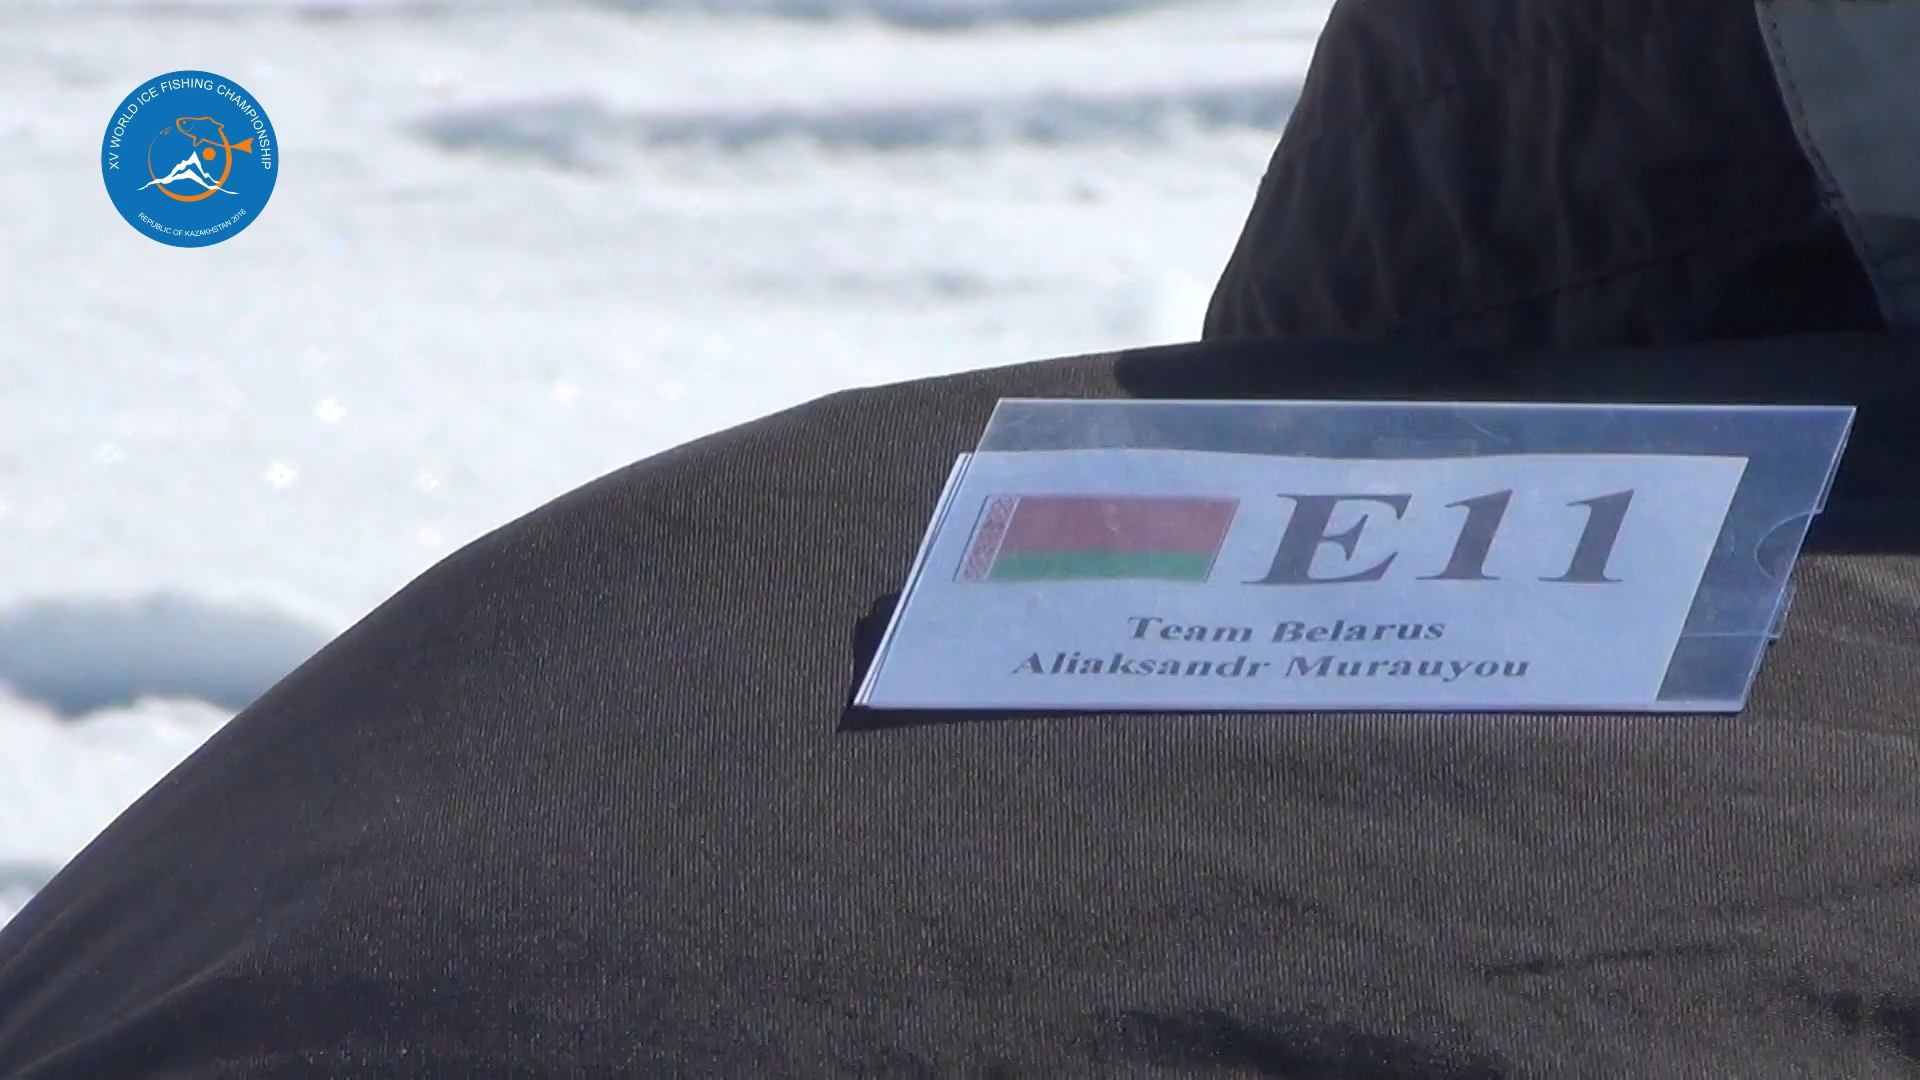 XV WORLD ICE FISHING CHAMPIONSHIP
REPUBLIC OF KAZAKHSTAN 2018
E11
Team Belarus
Aliaksandr Murauyou